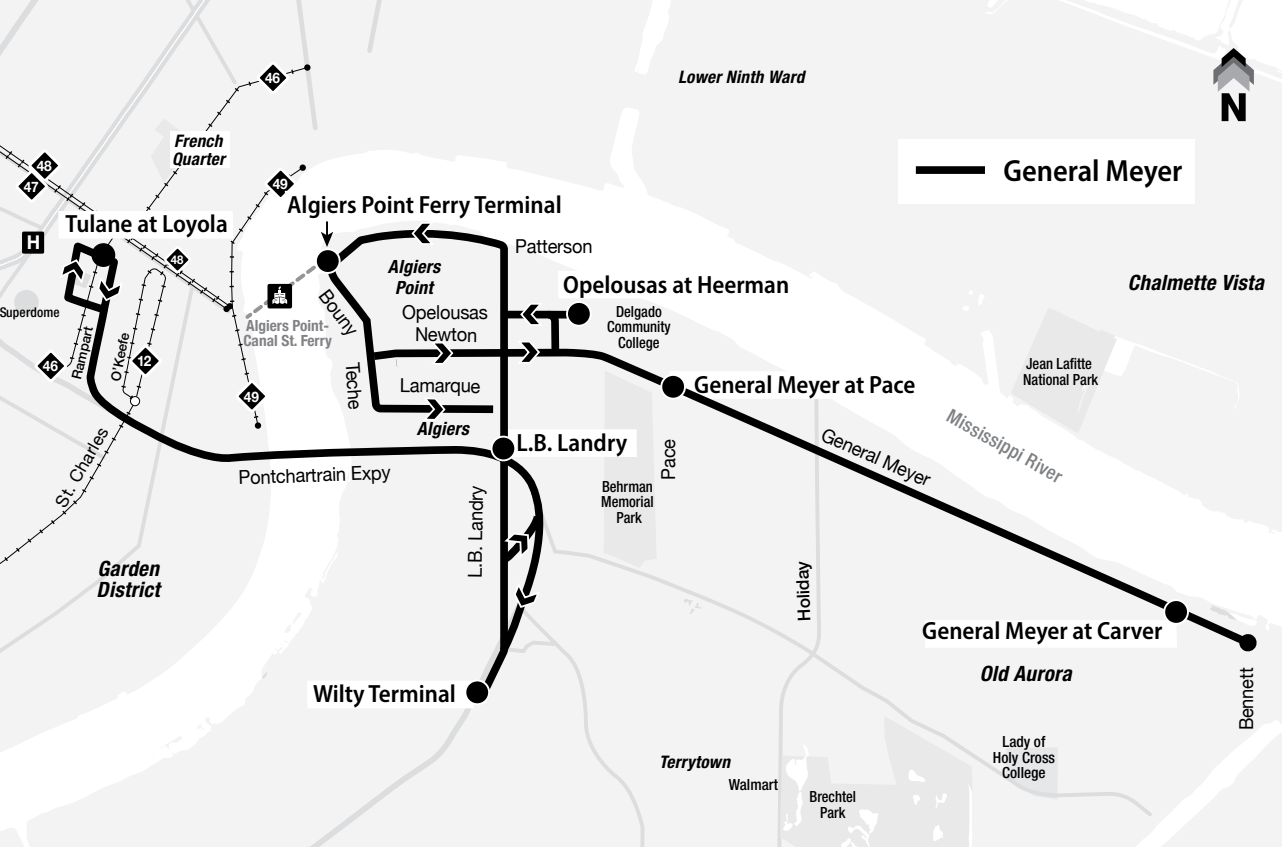 46
Lower Ninth Ward
N
French
Quarter
48
47
General Meyer
49
Algiers Point Ferry Terminal
Tulane at Loyola
H
Patterson
48
Algiers
Point
Opelousas at Heerman
Chalmette Vista
Bouny
Superdome
Opelousas
Delgado
Community
College
Algiers Point-
Canal St. Ferry
Newton
Rampart
O'Keefe
12
46
Jean Lafitte
National Park
Teche
Lamarque
General Meyer at Pace
49
Algiers
Mississippi River
L.B. Landry
General Meyer
Pace
St. Charles
Pontchartrain Expy
Behrman
Memorial
Park
L.B. Landry
Garden
District
Holiday
General Meyer at Carver
Old Aurora
Wilty Terminal
Bennett
Lady of
Holy Cross
College
Terrytown
Walmart
Brechtel
Park